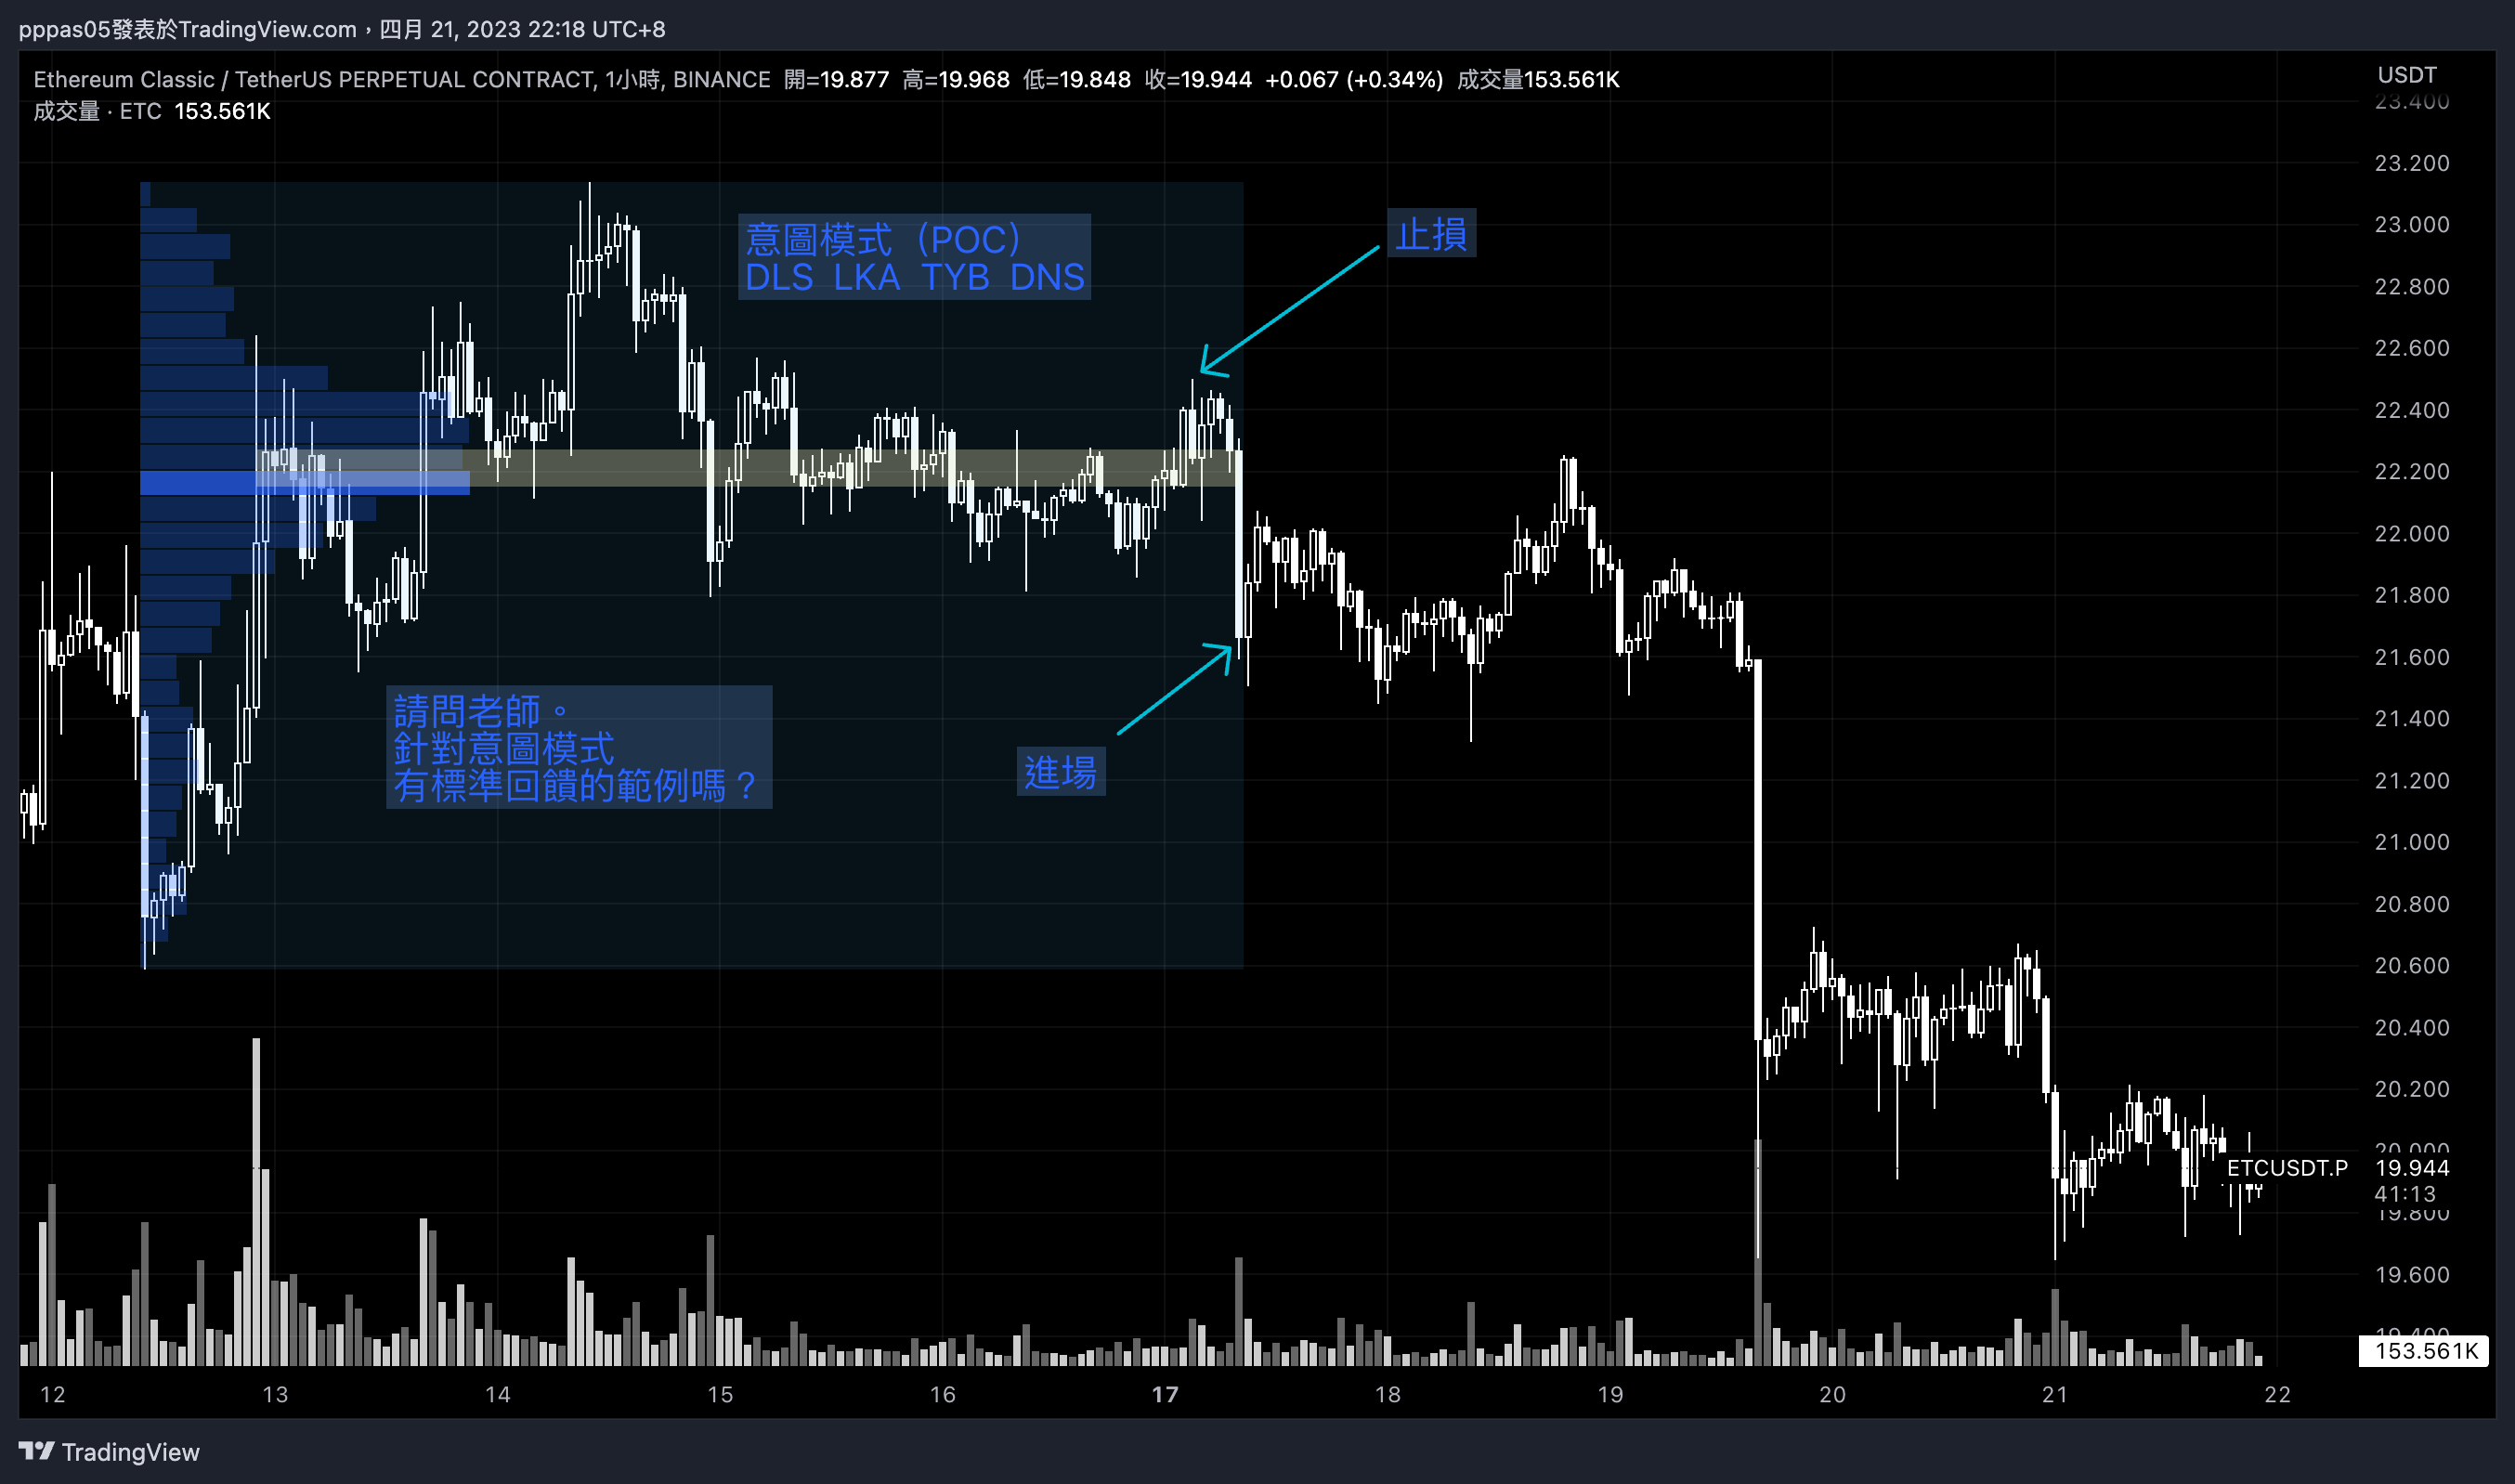 pppas05發表於TradingView.com，四月 21, 2023 22:18 UTC+8
Ethereum Classic / TetherUS PERPETUAL CONTRACT, 1小時, BINANCE 開=19.877 高=19.968 低=19.848 收=19.944 +0.067 (+0.34%) 成交量153.561K
成交量 · ETC 153.561K
USDT
23.400
23.200
23.000
22.800
22.600
22.400
22.200
22.000
21.800
21.600
21.400
21.200
21.000
20.800
20.600
20.400
20.200
20.000
ETCUSDT.P 19.944
41:13
19.800
19.600
19.400
153.561K
意圖模式（POC）
DLS LKA TYB DNS
止損
請問老師。
針對意圖模式
有標準回饋的範例嗎？
進場
12 13 14 15 16 17 18 19 20 21 22
TradingView